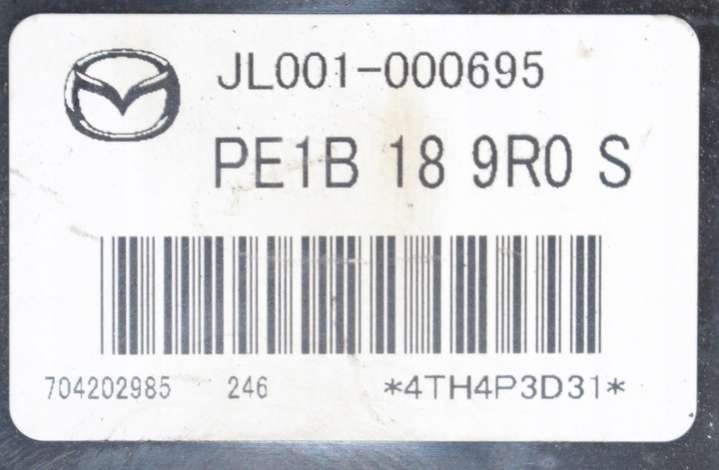 JL001-000695
PE1B 18 9R0 S
704202985 246 *4TH4P3D31*